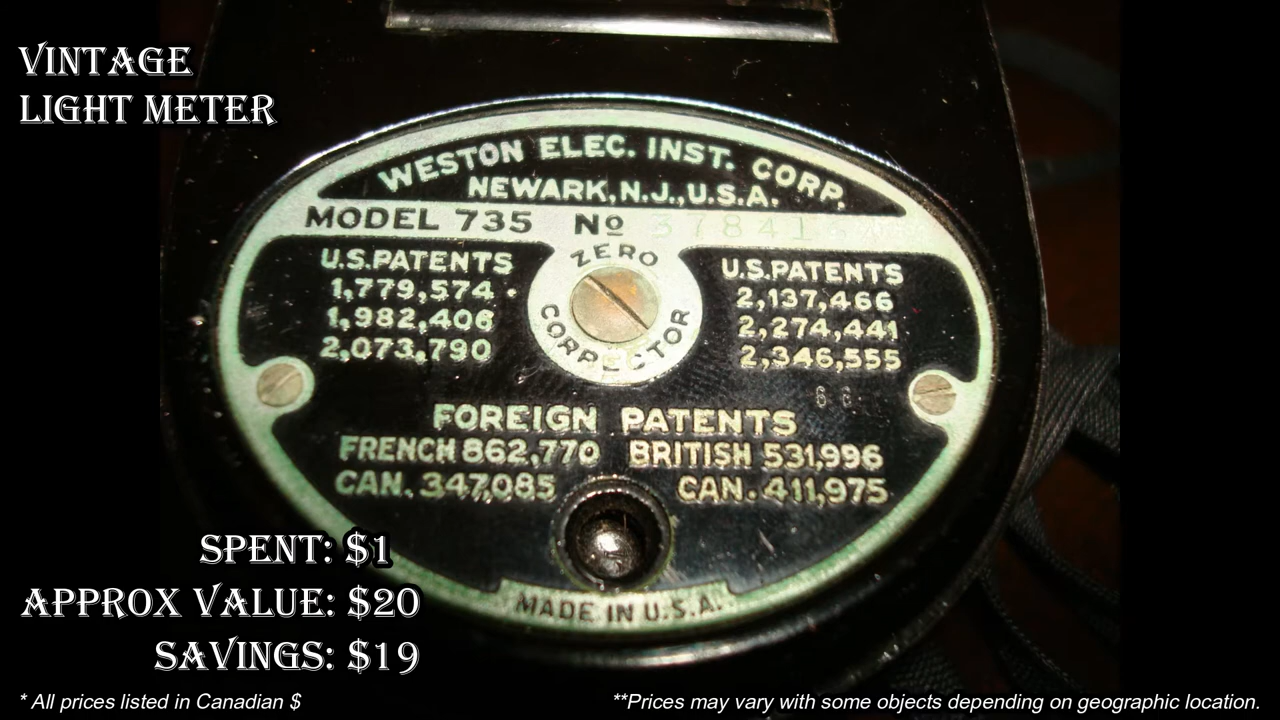 VINTAGE
LIGHT METER
WESTON ELEC. INST. CORP.
NEWARK, N.J., U.S.A.
MODEL 735 Nº 37841
ZERO
CORRECTOR
U.S. PATENTS
1,779,574
1,982,406
2,073,790
U.S. PATENTS
2,137,466
2,274,441
2,346,555
FOREIGN PATENTS
FRENCH 862,770 BRITISH 531,996
CAN. 347,085 CAN. 411,975
MADE IN U.S.A.
SPENT: $1
APPROX VALUE: $20
SAVINGS: $19
* All prices listed in Canadian $
**Prices may vary with some objects depending on geographic location.